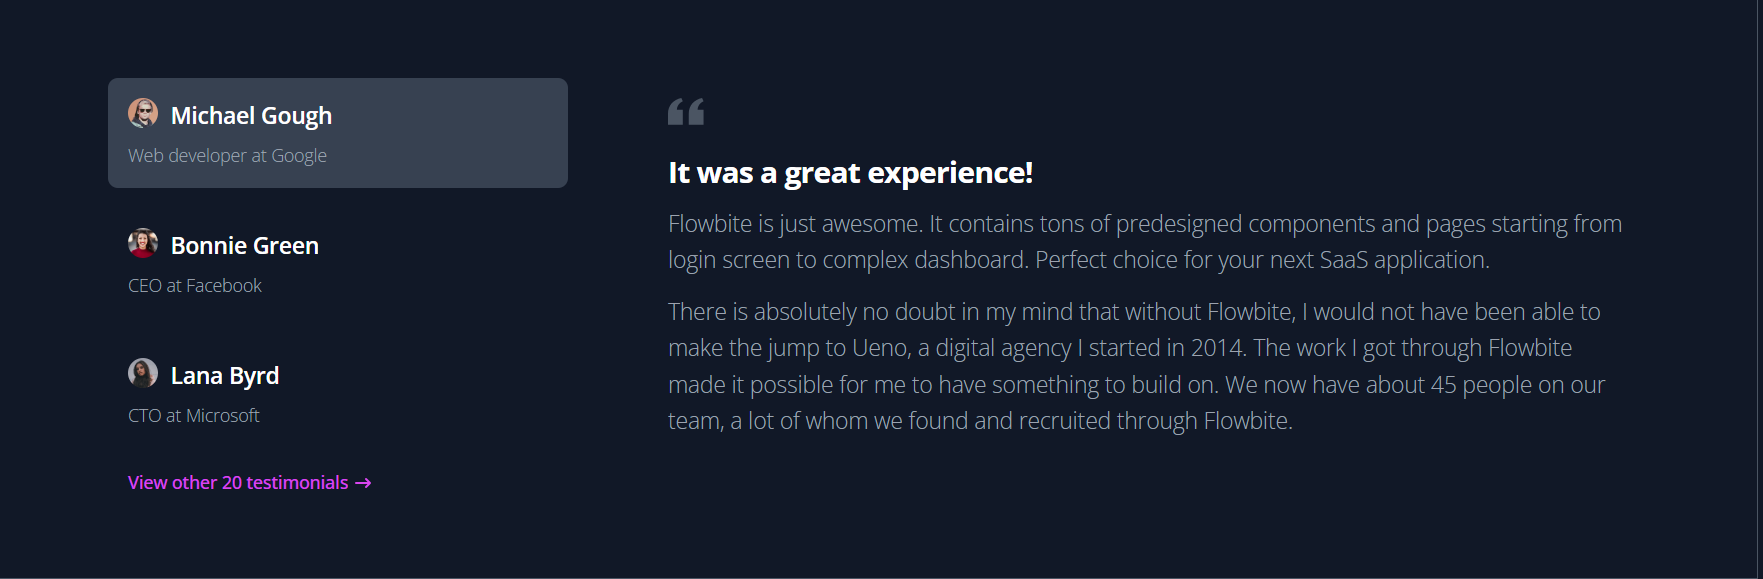 Michael Gough
Web developer at Google
Bonnie Green
CEO at Facebook
Lana Byrd
CTO at Microsoft
View other 20 testimonials →
“
It was a great experience!
Flowbite is just awesome. It contains tons of predesigned components and pages starting from
login screen to complex dashboard. Perfect choice for your next SaaS application.
There is absolutely no doubt in my mind that without Flowbite, I would not have been able to
make the jump to Ueno, a digital agency I started in 2014. The work I got through Flowbite
made it possible for me to have something to build on. We now have about 45 people on our
team, a lot of whom we found and recruited through Flowbite.